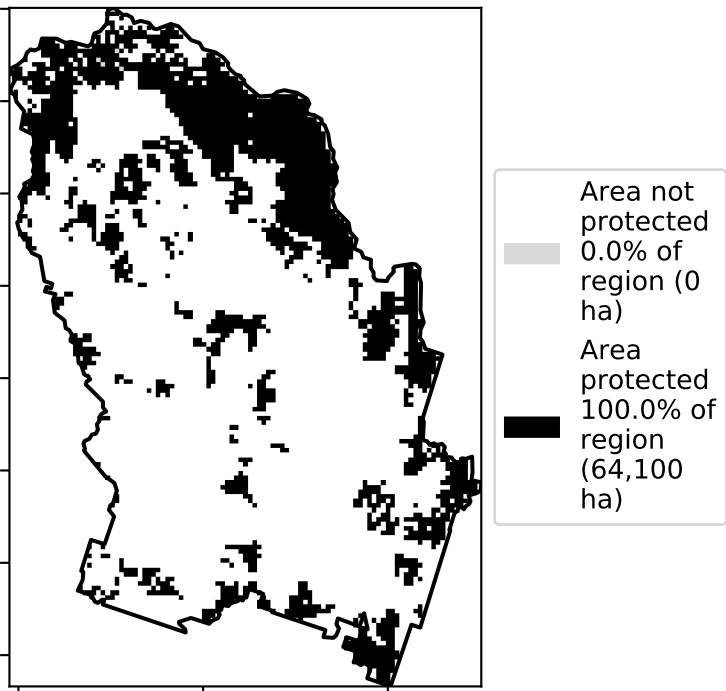 Area not
protected
0.0% of
region (0
ha)
Area
protected
100.0% of
region
(64,100
ha)